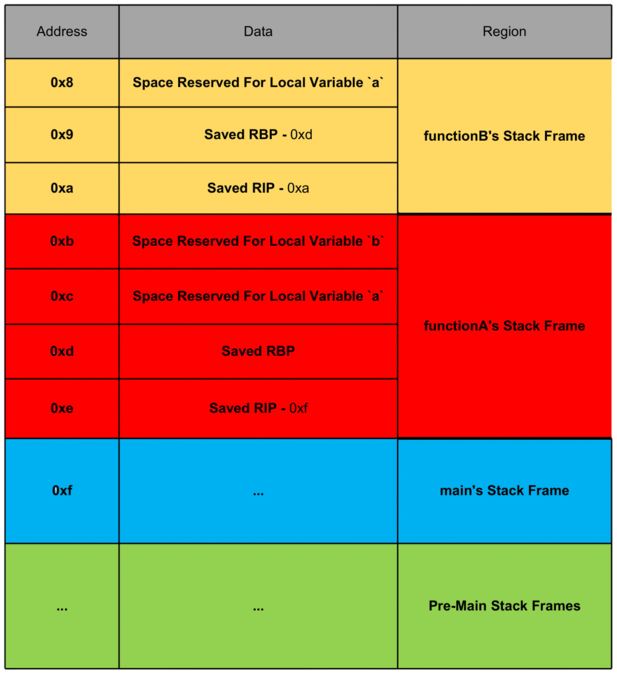 Address Data Region
0x8 Space Reserved For Local Variable `a`
0x9 Saved RBP - 0xd functionB's Stack Frame
0xa Saved RIP - 0xa
0xb Space Reserved For Local Variable `b`
0xc Space Reserved For Local Variable `a`
functionA's Stack Frame
0xd Saved RBP
0xe Saved RIP - 0xf
0xf ... main's Stack Frame
... ... Pre-Main Stack Frames